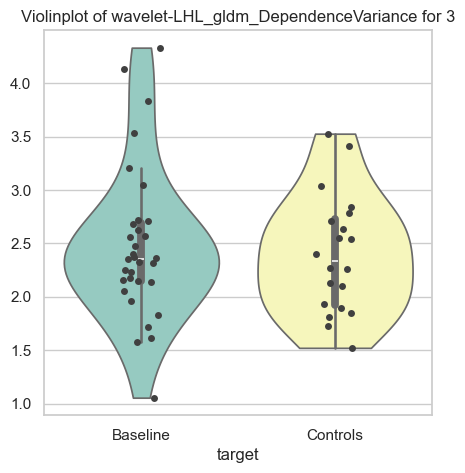 Violinplot of wavelet-LHL_gldm_DependenceVariance for 3
4.0
3.5
3.0
2.5
2.0
1.5
1.0
Baseline Controls
target